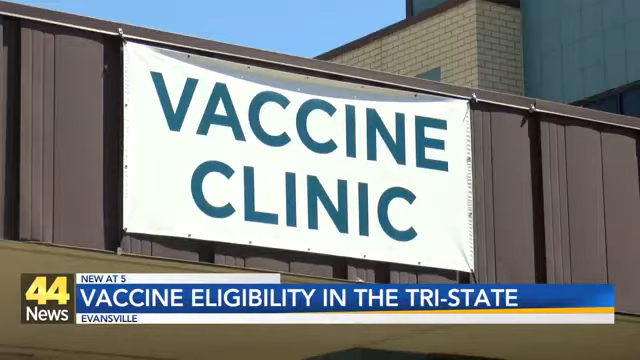 VACCINE
CLINIC
NEW AT 5
44
News
VACCINE ELIGIBILITY IN THE TRI-STATE
EVANSVILLE